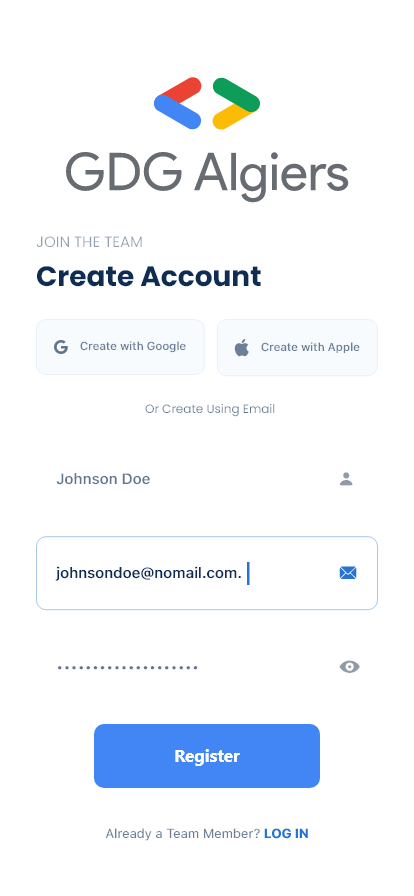 GDG Algiers
JOIN THE TEAM
Create Account
Create with Google
Create with Apple
Or Create Using Email
Johnson Doe
johnsondoe@nomail.com.
••••••••••••••••••••
Register
Already a Team Member? LOG IN